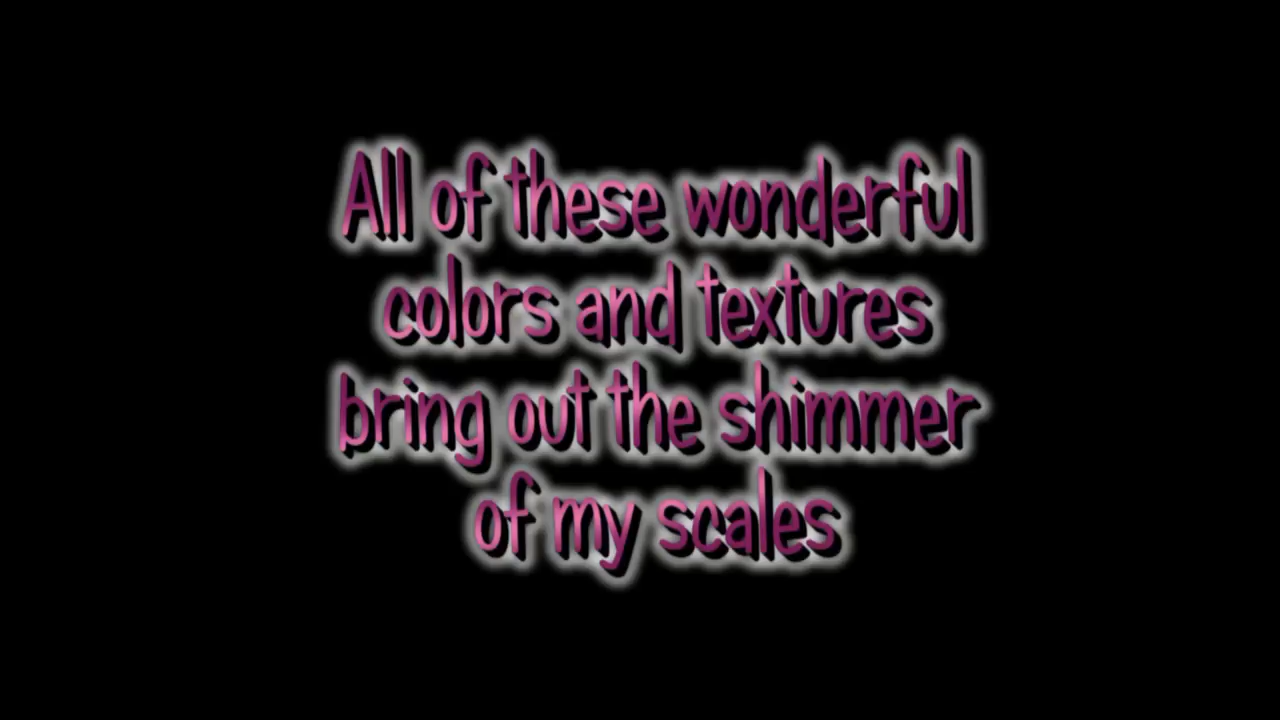 All of these wonderful
colors and textures
bring out the shimmer
of my scales